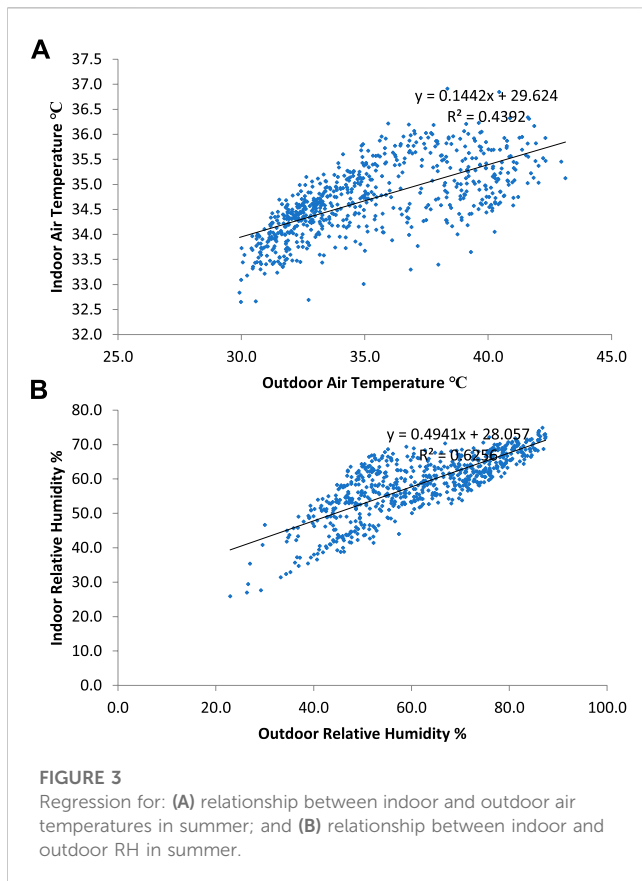 A
37.5
37.0
36.5
36.0
35.5
35.0
34.5
34.0
33.5
33.0
32.5
32.0
Indoor Air Temperature °C
y = 0.1442x + 29.624
R² = 0.4392
25.0 30.0 35.0 40.0 45.0
Outdoor Air Temperature °C
B
80.0
70.0
60.0
50.0
40.0
30.0
20.0
10.0
0.0
Indoor Relative Humidity %
y = 0.4941x + 28.057
R² = 0.6256
0.0 20.0 40.0 60.0 80.0 100.0
Outdoor Relative Humidity %
FIGURE 3
Regression for: (A) relationship between indoor and outdoor air
temperatures in summer; and (B) relationship between indoor and
outdoor RH in summer.